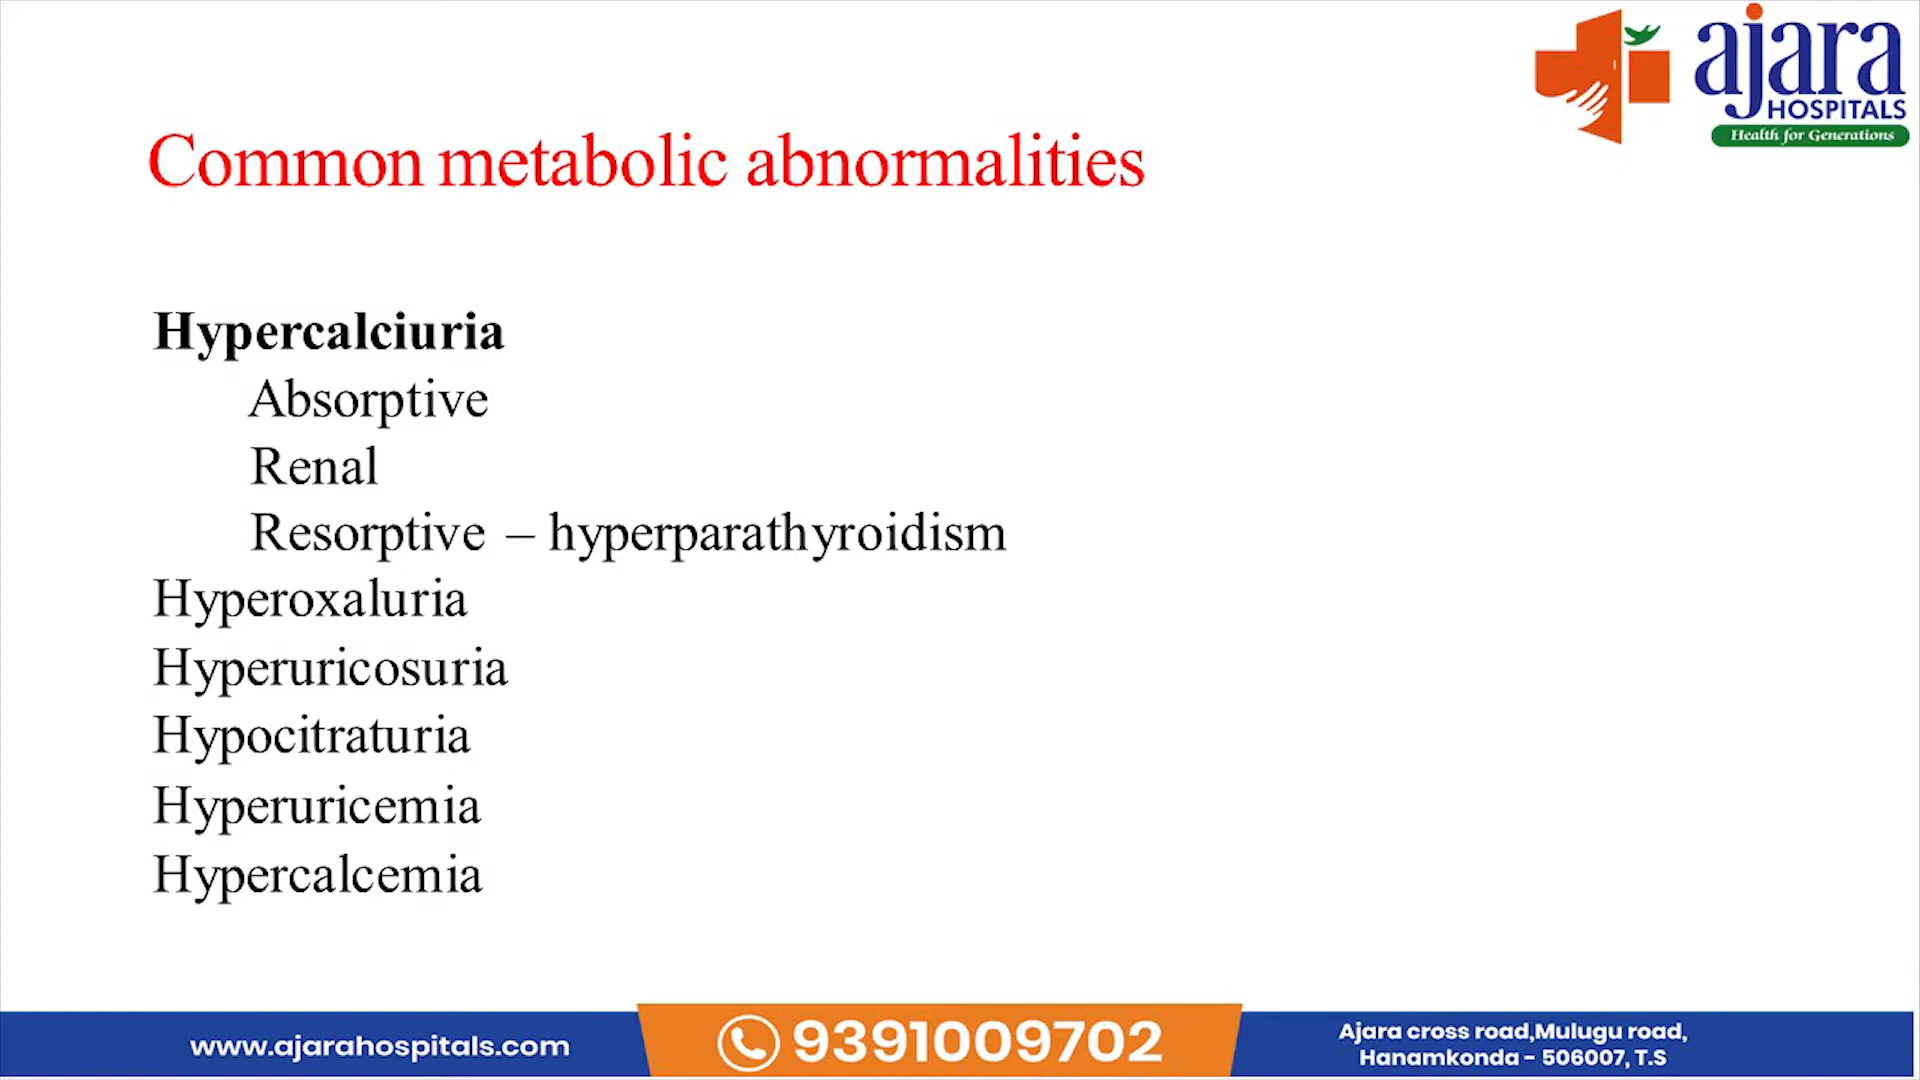 ajara
HOSPITALS
Health for Generations
Common metabolic abnormalities
Hypercalciuria
Absorptive
Renal
Resorptive – hyperparathyroidism
Hyperoxaluria
Hyperuricosuria
Hypocitraturia
Hyperuricemia
Hypercalcemia
www.ajarahospitals.com
9391009702
Ajara cross road,Mulugu road,
Hanamkonda - 506007, T.S